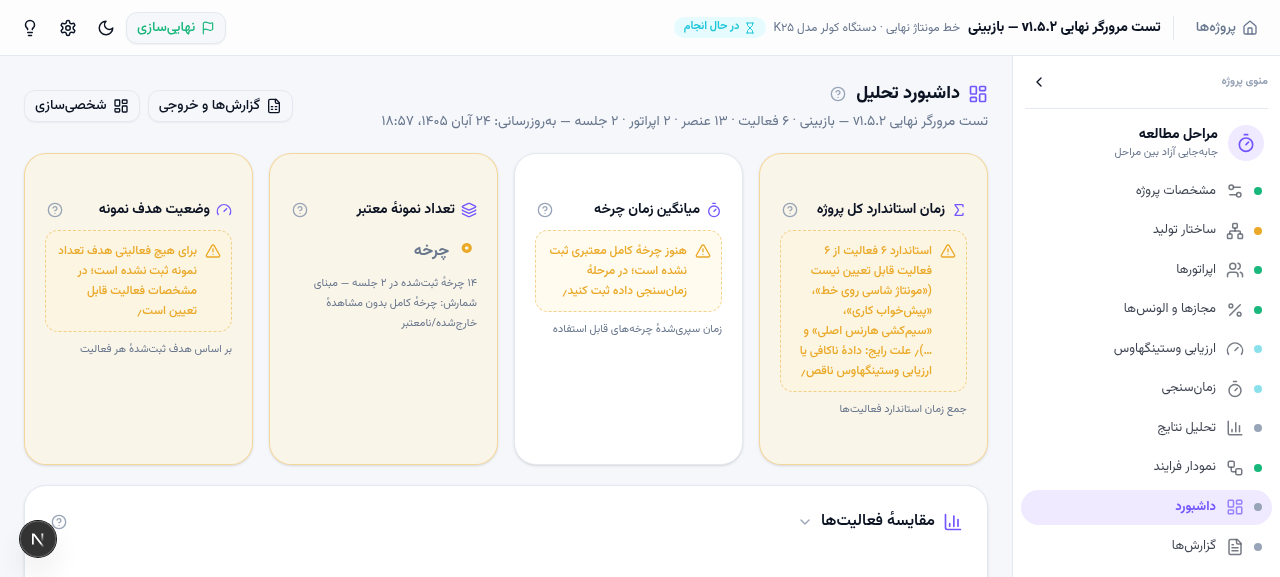 پروژه‌ها
تست مرورگر نهایی v۱.۵.۲ — بازبینی
خط مونتاژ نهایی · دستگاه کولر مدل K۲۵
در حال انجام
نهایی‌سازی
منوی پروژه
مراحل مطالعه
جابه‌جایی آزاد بین مراحل
مشخصات پروژه
ساختار تولید
اپراتورها
مجازها و الونس‌ها
ارزیابی وستینگهاوس
زمان‌سنجی
تحلیل نتایج
نمودار فرایند
داشبورد
گزارش‌ها
داشبورد تحلیل
تست مرورگر نهایی v۱.۵.۲ — بازبینی · ۶ فعالیت · ۱۳ عنصر · ۲ اپراتور · ۲ جلسه — به‌روزرسانی: ۲۴ آبان ۱۴۰۵، ۱۸:۵۷
گزارش‌ها و خروجی
شخصی‌سازی
زمان استاندارد کل پروژه
استاندارد ۶ فعالیت از ۶
فعالیت قابل تعیین نیست
(«مونتاژ شاسی روی خط»،
«پیش‌خواب کاری»،
«سیم‌کشی هارنس اصلی» و
…)؛ علت رایج: دادهٔ ناکافی یا
ارزیابی وستینگهاوس ناقص٫
جمع زمان استاندارد فعالیت‌ها
میانگین زمان چرخه
هنوز چرخهٔ کامل معتبری ثبت
نشده است؛ در مرحلهٔ
زمان‌سنجی داده ثبت کنید٫
زمان سپری‌شدهٔ چرخه‌های قابل استفاده
تعداد نمونهٔ معتبر
۰ چرخه
۱۴ چرخهٔ ثبت‌شده در ۲ جلسه — مبنای
شمارش: چرخهٔ کامل بدون مشاهدهٔ
خارج‌شده/نامعتبر
وضعیت هدف نمونه
برای هیچ فعالیتی هدف تعداد
نمونه ثبت نشده است؛ در
مشخصات فعالیت قابل
تعیین است٫
بر اساس هدف ثبت‌شدهٔ هر فعالیت
مقایسهٔ فعالیت‌ها
N